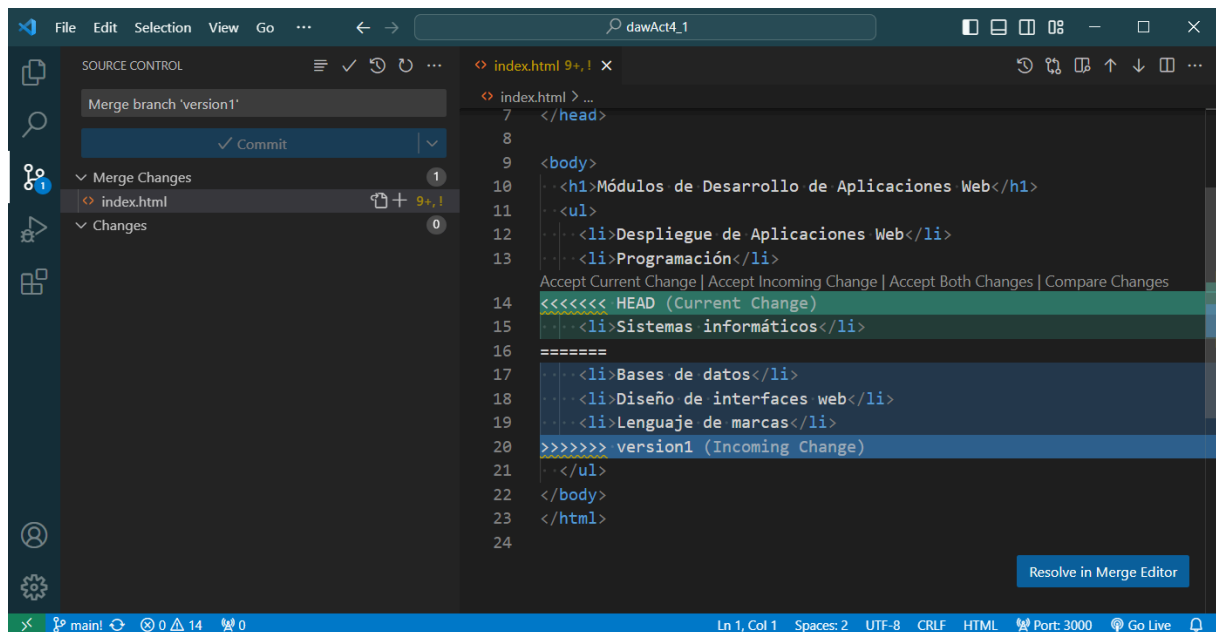 File Edit Selection View Go ··· dawAct4_1
SOURCE CONTROL
Merge branch 'version1'
Commit
Merge Changes 1
index.html 9+, !
Changes 0
1
index.html 9+, !
index.html > ...
7 </head>
8
9 <body>
10 <h1>Módulos de Desarrollo de Aplicaciones Web</h1>
11 <ul>
12 <li>Despliegue de Aplicaciones Web</li>
13 <li>Programación</li>
Accept Current Change | Accept Incoming Change | Accept Both Changes | Compare Changes
14 <<<<<<< HEAD (Current Change)
15 <li>Sistemas informáticos</li>
16 =======
17 <li>Bases de datos</li>
18 <li>Diseño de interfaces web</li>
19 <li>Lenguaje de marcas</li>
20 >>>>>>> version1 (Incoming Change)
21 </ul>
22 </body>
23 </html>
24
Resolve in Merge Editor
main! 0 14 0 Ln 1, Col 1 Spaces: 2 UTF-8 CRLF HTML Port: 3000 Go Live